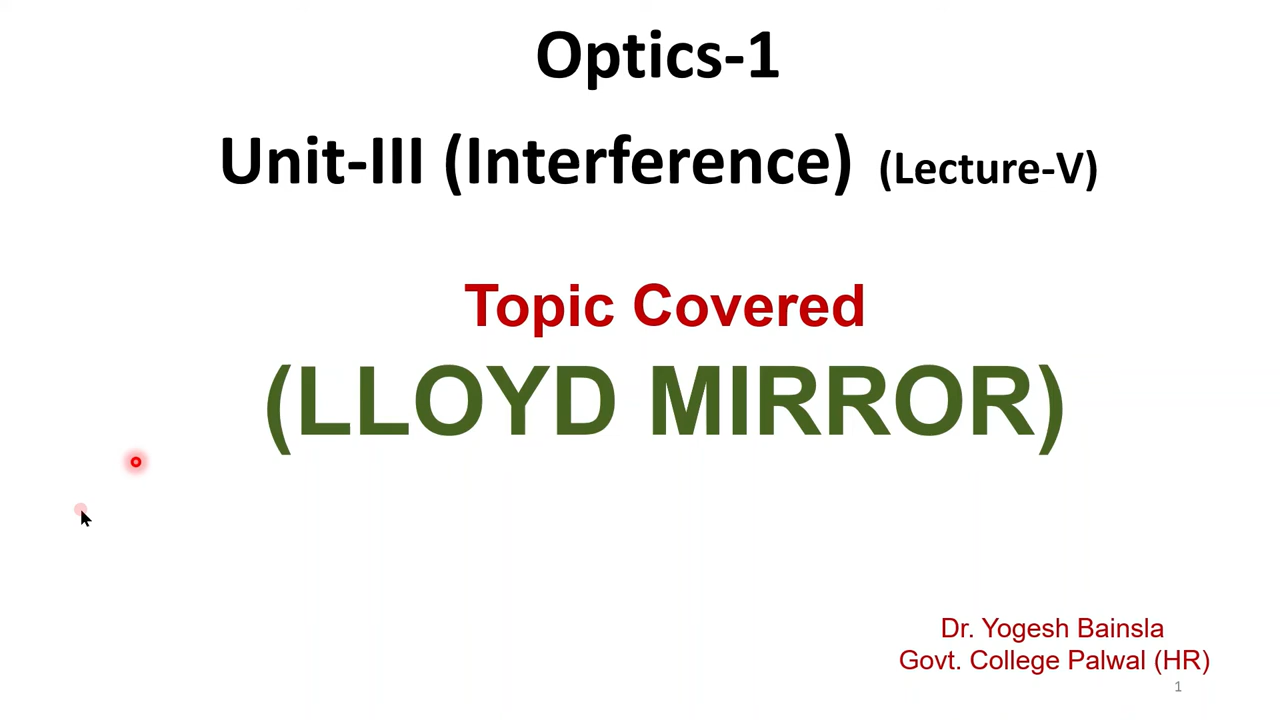 Optics-1
Unit-III (Interference) (Lecture-V)
Topic Covered
(LLOYD MIRROR)
Dr. Yogesh Bainsla
Govt. College Palwal (HR)
1